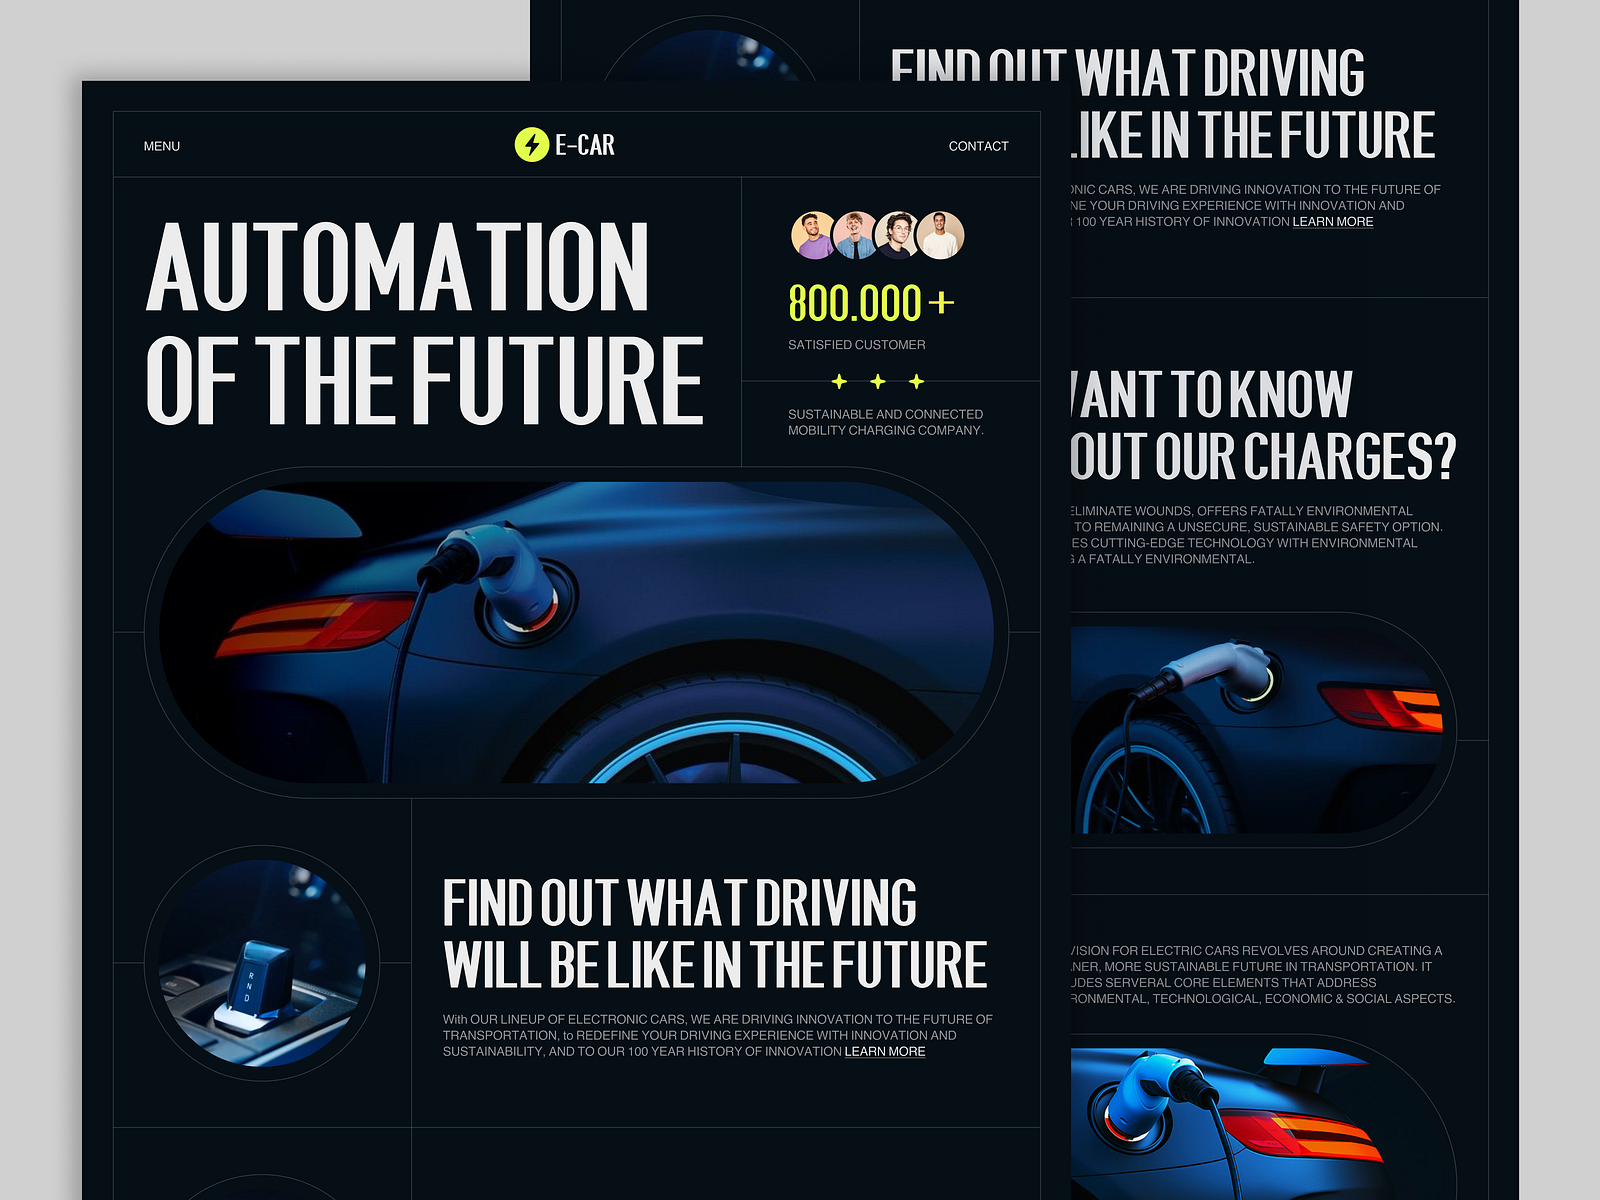 MENU
E-CAR
CONTACT
AUTOMATION
OF THE FUTURE
800.000+
SATISFIED CUSTOMER
SUSTAINABLE AND CONNECTED
MOBILITY CHARGING COMPANY.
R
N
D
FIND OUT WHAT DRIVING
WILL BE LIKE IN THE FUTURE
With OUR LINEUP OF ELECTRONIC CARS, WE ARE DRIVING INNOVATION TO THE FUTURE OF
TRANSPORTATION, to REDEFINE YOUR DRIVING EXPERIENCE WITH INNOVATION AND
SUSTAINABILITY, AND TO OUR 100 YEAR HISTORY OF INNOVATION LEARN MORE
FIND OUT WHAT DRIVING
LIKE IN THE FUTURE
ONIC CARS, WE ARE DRIVING INNOVATION TO THE FUTURE OF
NE YOUR DRIVING EXPERIENCE WITH INNOVATION AND
100 YEAR HISTORY OF INNOVATION LEARN MORE
WANT TO KNOW
OUT OUR CHARGES?
ELIMINATE WOUNDS, OFFERS FATALLY ENVIRONMENTAL
TO REMAINING A UNSECURE, SUSTAINABLE SAFETY OPTION.
ES CUTTING-EDGE TECHNOLOGY WITH ENVIRONMENTAL
G A FATALLY ENVIRONMENTAL.
VISION FOR ELECTRIC CARS REVOLVES AROUND CREATING A
ANER, MORE SUSTAINABLE FUTURE IN TRANSPORTATION. IT
UDES SERVERAL CORE ELEMENTS THAT ADDRESS
RONMENTAL, TECHNOLOGICAL, ECONOMIC & SOCIAL ASPECTS.